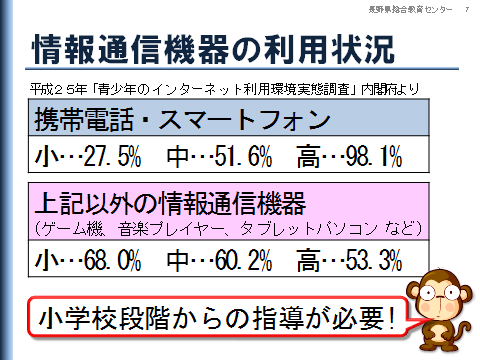 長野県総合教育センター 7
情報通信機器の利用状況
平成２５年「青少年のインターネット利用環境実態調査」内閣府より
携帯電話・スマートフォン
小…27.5% 中…51.6% 高…98.1%
上記以外の情報通信機器
（ゲーム機、音楽プレイヤー、タブレットパソコン など）
小…68.0% 中…60.2% 高…53.3%
小学校段階からの指導が必要！